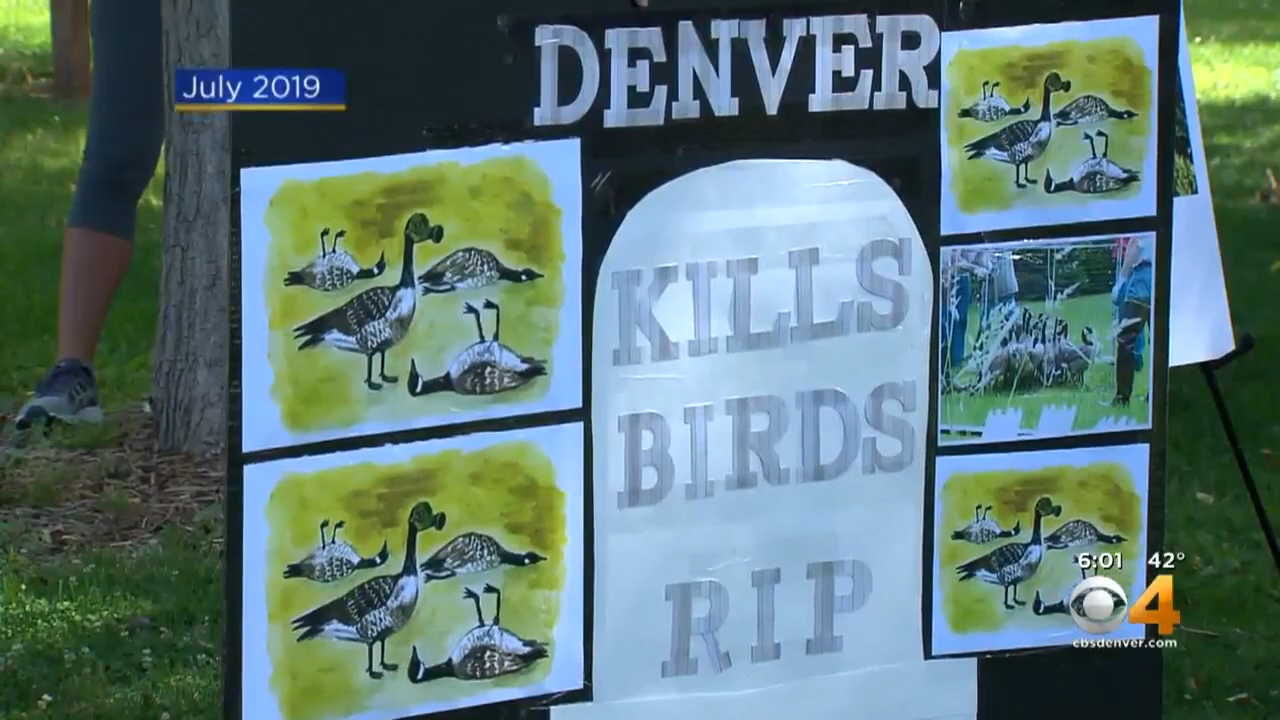 July 2019
DENVER
KILLS
BIRDS
RIP
6:01 42°
4
cbsdenver.com